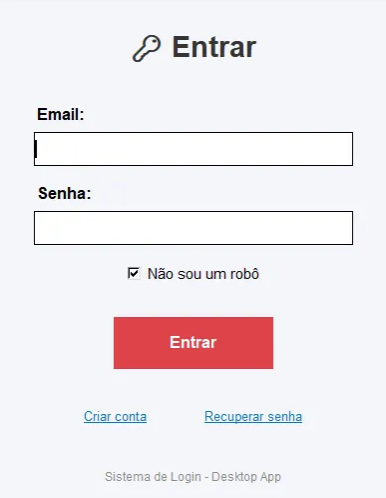 Entrar
Email:
Senha:
Não sou um robô
Entrar
Criar conta Recuperar senha
Sistema de Login - Desktop App